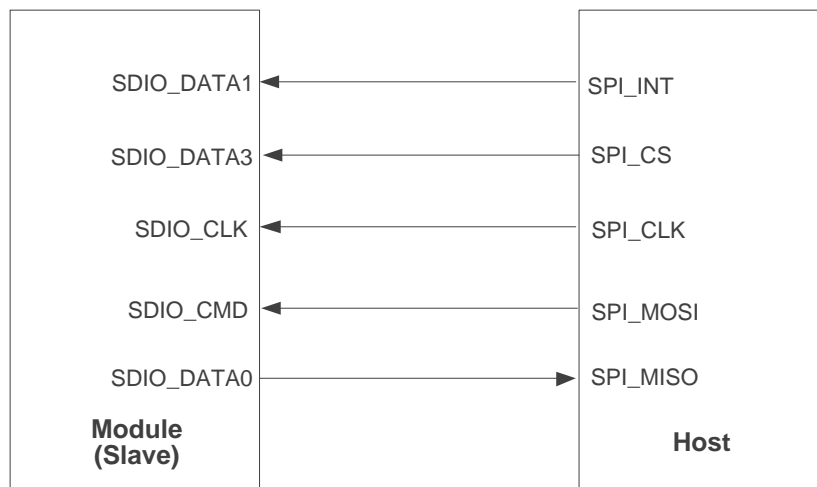 SDIO_DATA1
SPI_INT
SDIO_DATA3
SPI_CS
SDIO_CLK
SPI_CLK
SDIO_CMD
SPI_MOSI
SDIO_DATA0
SPI_MISO
Module
(Slave)
Host